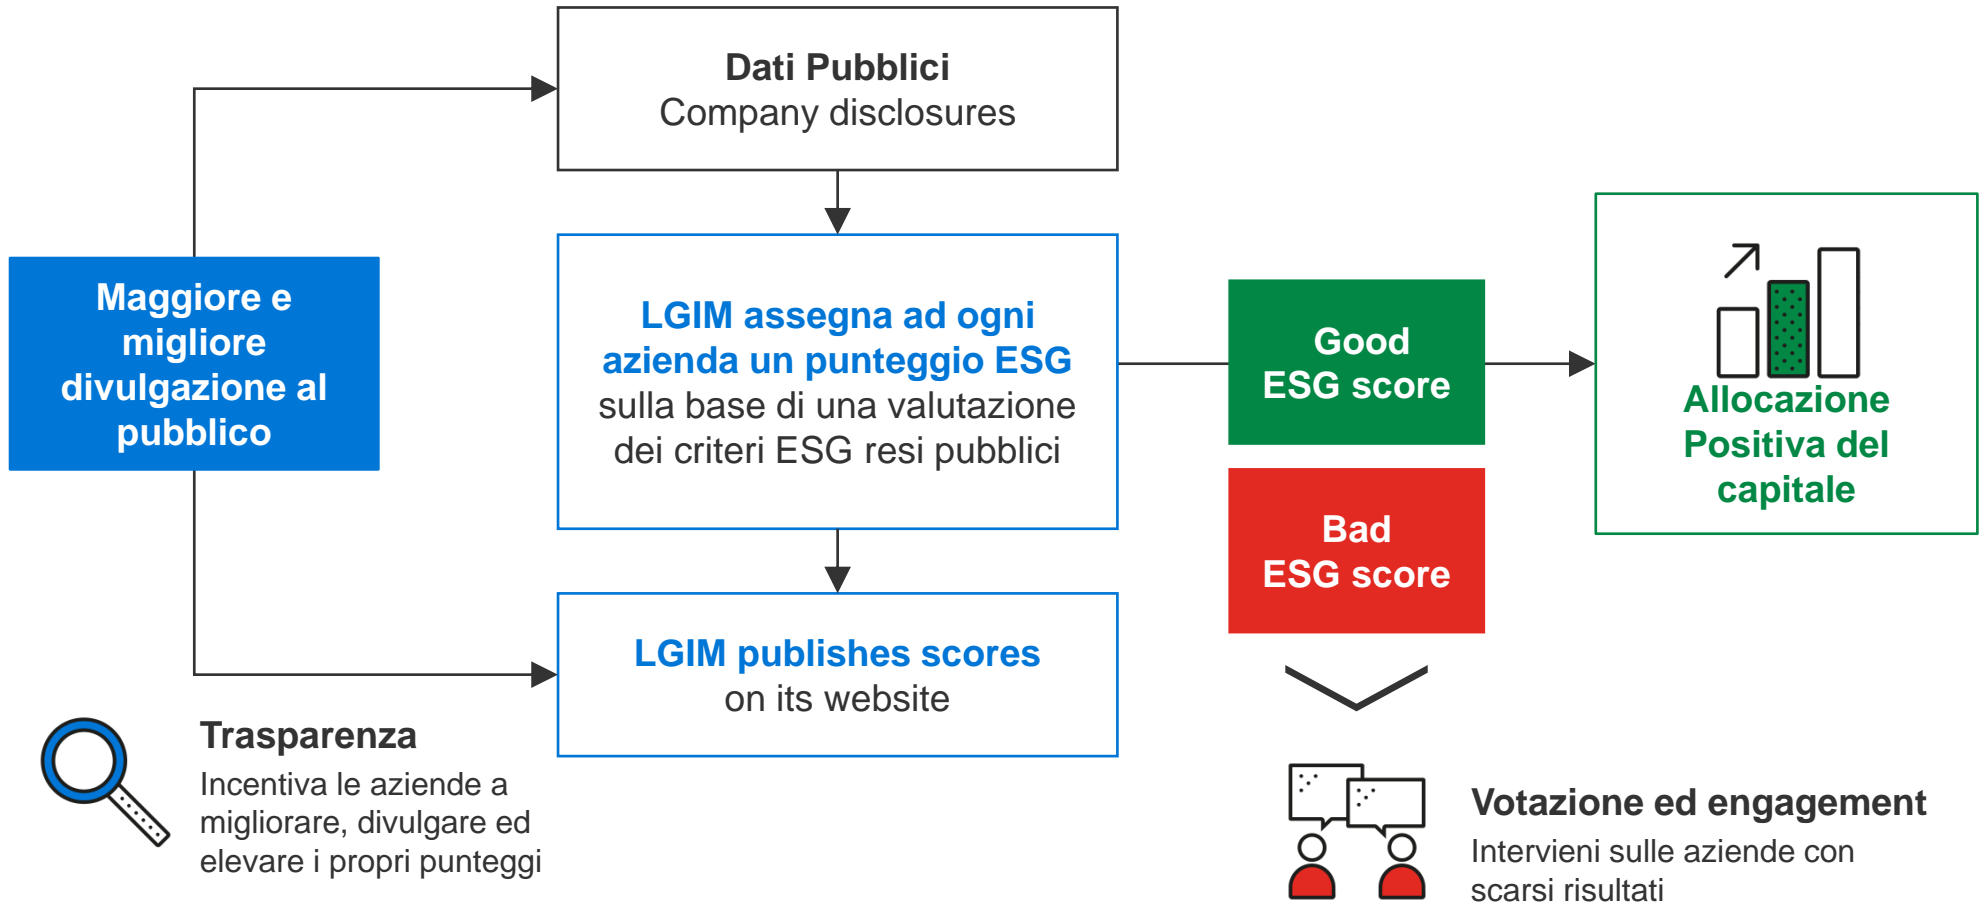 Dati Pubblici
Company disclosures
Maggiore e
migliore
divulgazione al
pubblico
LGIM assegna ad ogni
azienda un punteggio ESG
sulla base di una valutazione
dei criteri ESG resi pubblici
Good
ESG score
Allocazione
Positiva del
capitale
Bad
ESG score
LGIM publishes scores
on its website
Trasparenza
Incentiva le aziende a
migliorare, divulgare ed
elevare i propri punteggi
Votazione ed engagement
Intervieni sulle aziende con
scarsi risultati